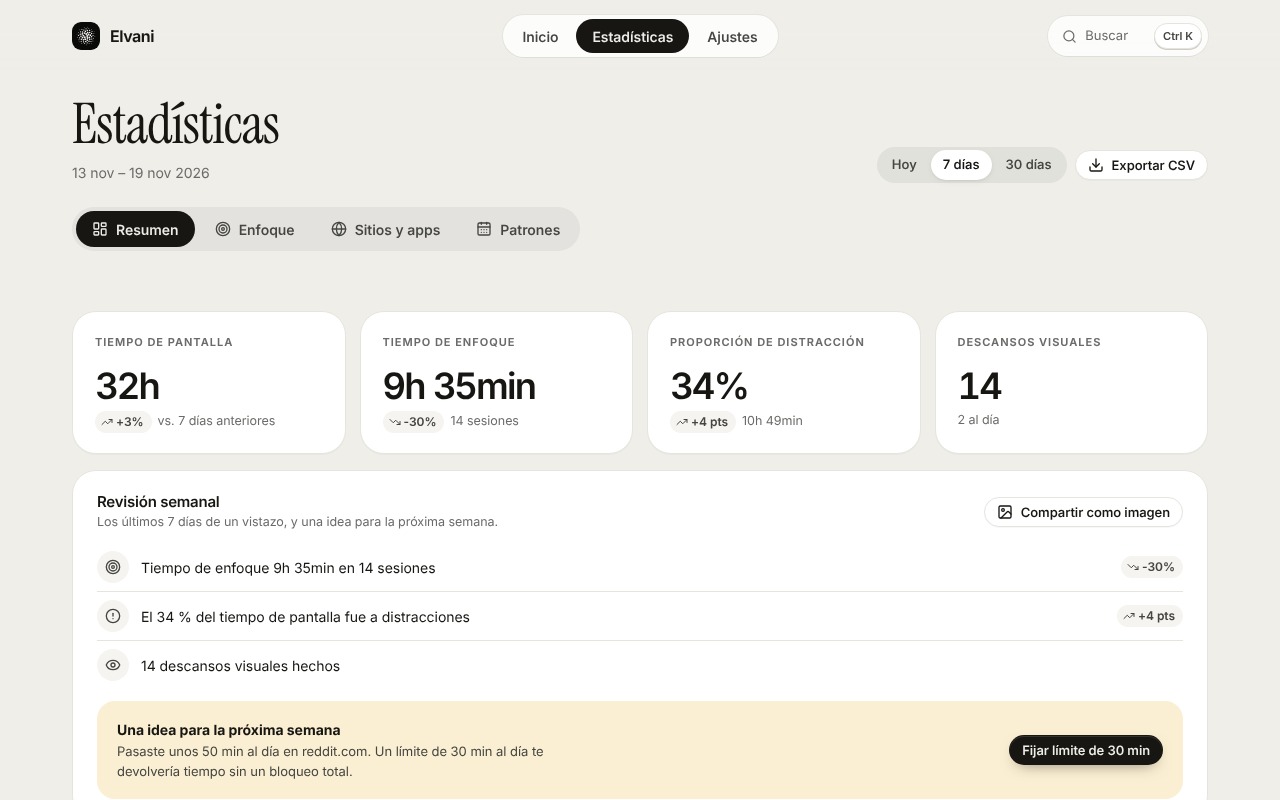 Elvani
Inicio
Estadísticas
Ajustes
Buscar
Ctrl K
Estadísticas
13 nov – 19 nov 2026
Hoy
7 días
30 días
Exportar CSV
Resumen
Enfoque
Sitios y apps
Patrones
TIEMPO DE PANTALLA
32h
+3% vs. 7 días anteriores
TIEMPO DE ENFOQUE
9h 35min
-30% 14 sesiones
PROPORCIÓN DE DISTRACCIÓN
34%
+4 pts 10h 49min
DESCANSOS VISUALES
14
2 al día
Revisión semanal
Los últimos 7 días de un vistazo, y una idea para la próxima semana.
Compartir como imagen
Tiempo de enfoque 9h 35min en 14 sesiones
-30%
El 34 % del tiempo de pantalla fue a distracciones
+4 pts
14 descansos visuales hechos
Una idea para la próxima semana
Pasaste unos 50 min al día en reddit.com. Un límite de 30 min al día te
devolvería tiempo sin un bloqueo total.
Fijar límite de 30 min